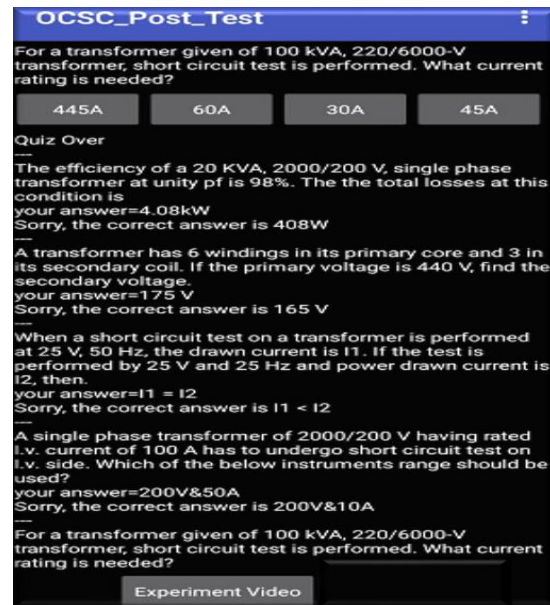 OCSC_Post_Test
For a transformer given of 100 kVA, 220/6000-V
transformer, short circuit test is performed. What current
rating is needed?
445A 60A 30A 45A
Quiz Over
---
The efficiency of a 20 KVA, 2000/200 V, single phase
transformer at unity pf is 98%. The the total losses at this
condition is
your answer=4.08kW
Sorry, the correct answer is 408W
---
A transformer has 6 windings in its primary core and 3 in
its secondary coil. If the primary voltage is 440 V, find the
secondary voltage.
your answer=175 V
Sorry, the correct answer is 165 V
---
When a short circuit test on a transformer is performed
at 25 V, 50 Hz, the drawn current is I1. If the test is
performed by 25 V and 25 Hz and power drawn current is
I2, then.
your answer=I1 = I2
Sorry, the correct answer is I1 < I2
---
A single phase transformer of 2000/200 V having rated
l.v. current of 100 A has to undergo short circuit test on
l.v. side. Which of the below instruments range should be
used?
your answer=200V&50A
Sorry, the correct answer is 200V&10A
---
For a transformer given of 100 kVA, 220/6000-V
transformer, short circuit test is performed. What current
rating is needed?
Experiment Video